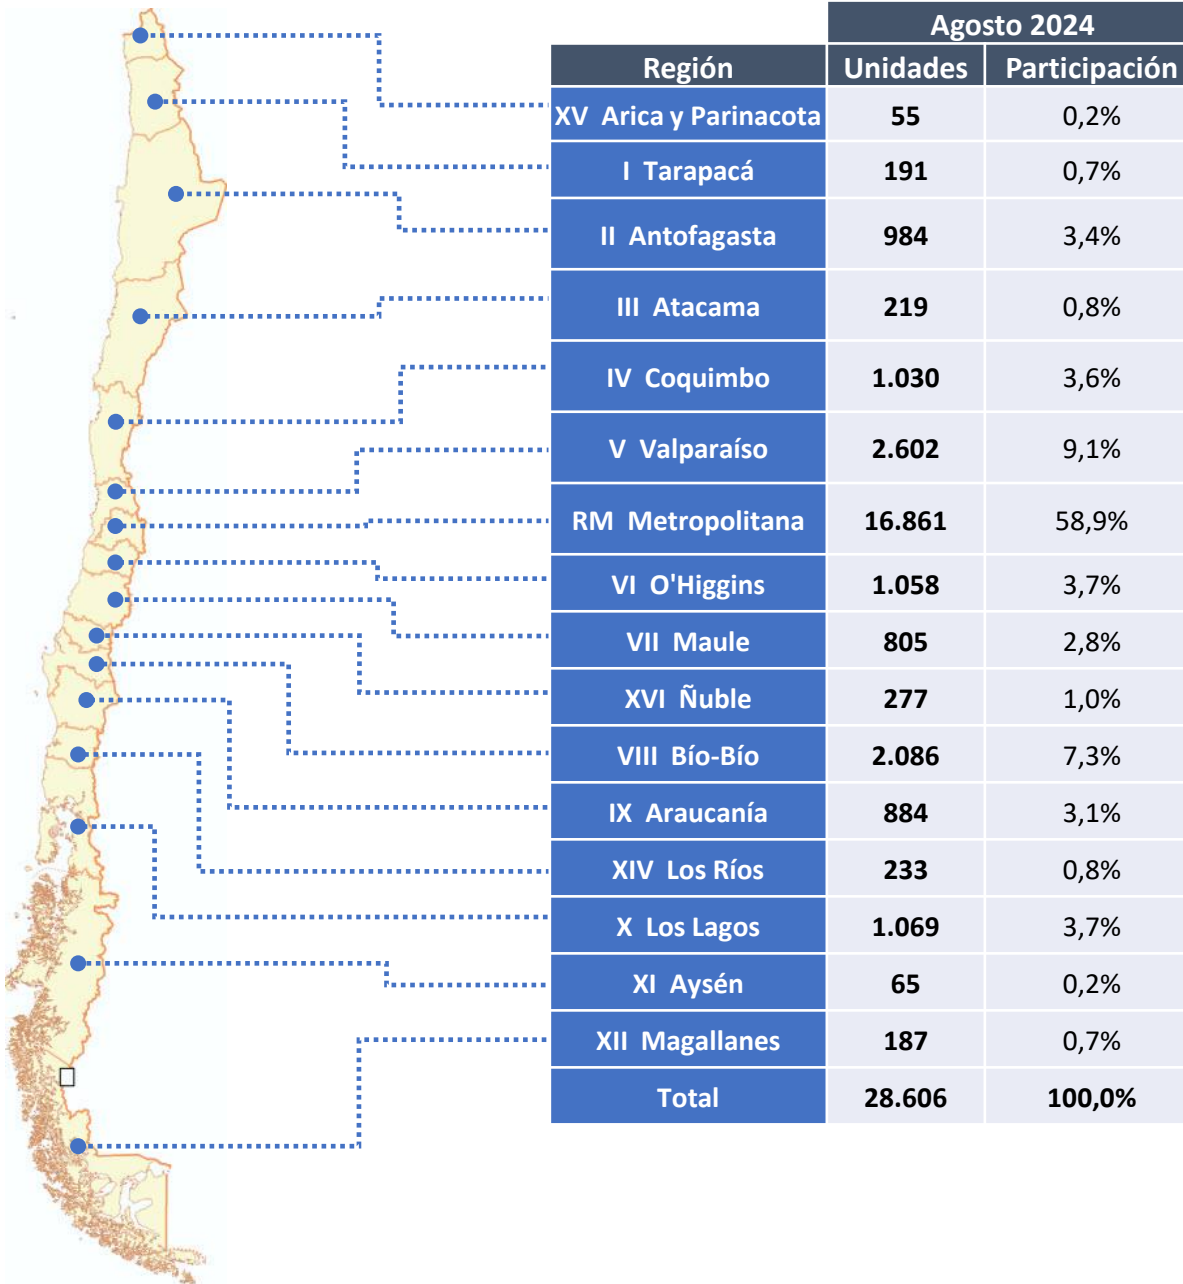 Agosto 2024
Región Unidades Participación
XV Arica y Parinacota 55 0,2%
I Tarapacá 191 0,7%
II Antofagasta 984 3,4%
III Atacama 219 0,8%
IV Coquimbo 1.030 3,6%
V Valparaíso 2.602 9,1%
RM Metropolitana 16.861 58,9%
VI O'Higgins 1.058 3,7%
VII Maule 805 2,8%
XVI Ñuble 277 1,0%
VIII Bío-Bío 2.086 7,3%
IX Araucanía 884 3,1%
XIV Los Ríos 233 0,8%
X Los Lagos 1.069 3,7%
XI Aysén 65 0,2%
XII Magallanes 187 0,7%
Total 28.606 100,0%